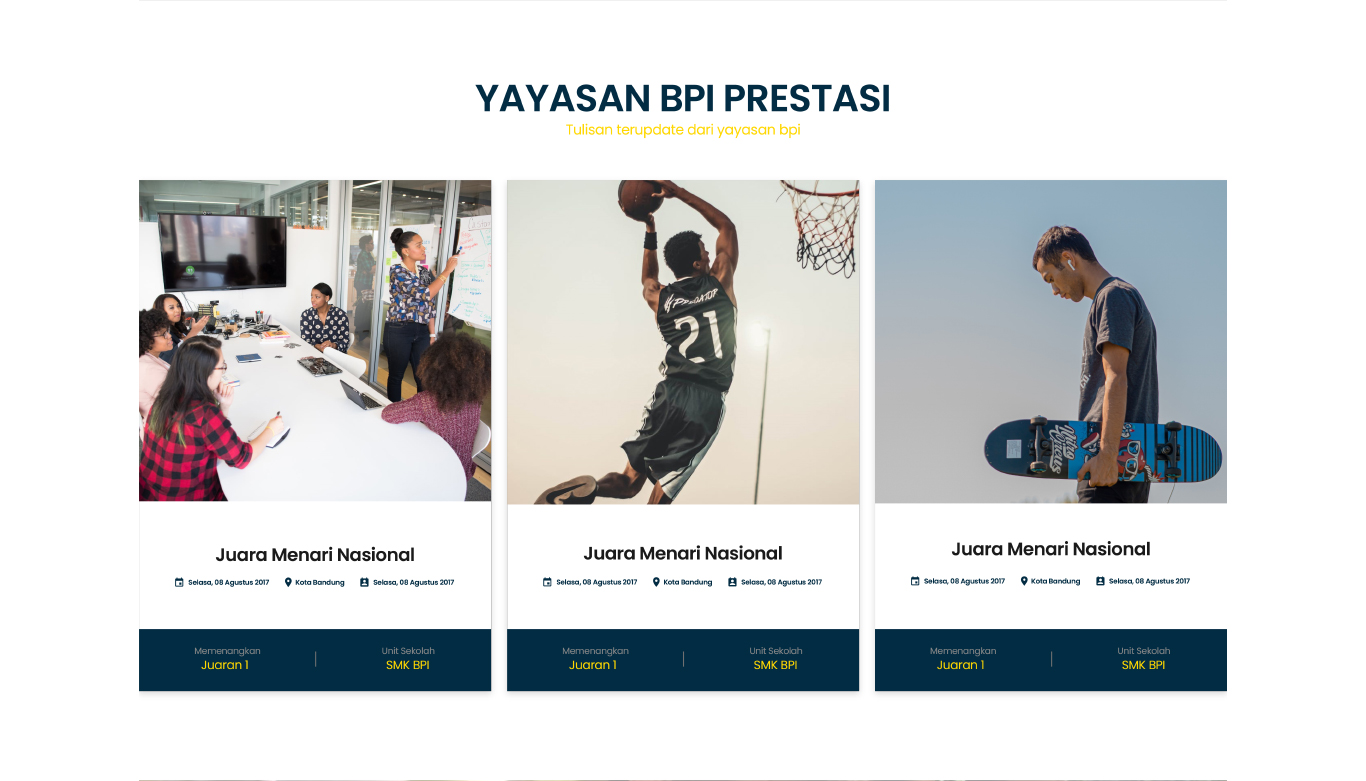 YAYASAN BPI PRESTASI
Tulisan terupdate dari yayasan bpi
PREDATOR
21
Juara Menari Nasional
Selasa, 08 Agustus 2017 Kota Bandung Selasa, 08 Agustus 2017
Memenangkan Unit Sekolah
Juaran 1 SMK BPI
Juara Menari Nasional
Selasa, 08 Agustus 2017 Kota Bandung Selasa, 08 Agustus 2017
Memenangkan Unit Sekolah
Juaran 1 SMK BPI
Juara Menari Nasional
Selasa, 08 Agustus 2017 Kota Bandung Selasa, 08 Agustus 2017
Memenangkan Unit Sekolah
Juaran 1 SMK BPI